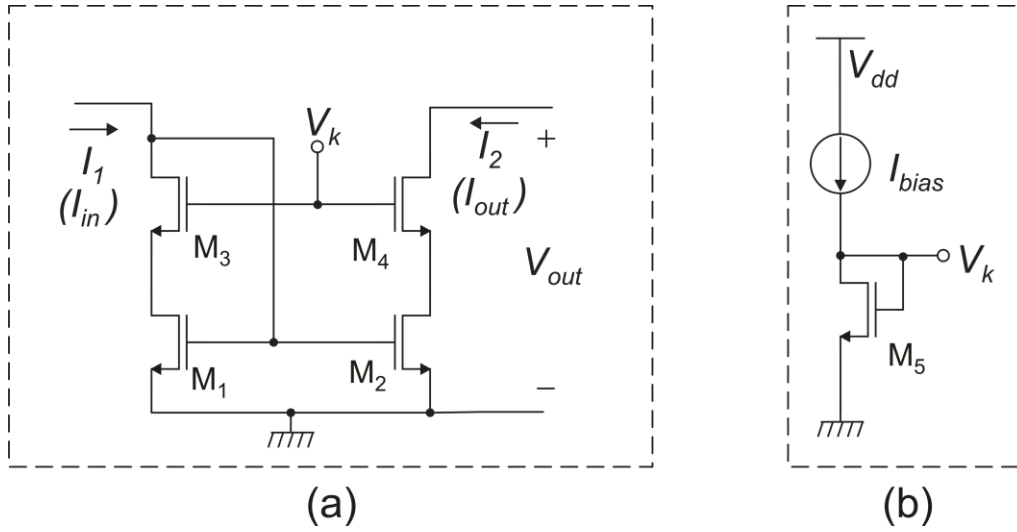 V_k
I_1
(I_in)
I_2
(I_out)
+
M_3
M_4
V_out
M_1
M_2
−
(a)
V_dd
I_bias
V_k
M_5
(b)